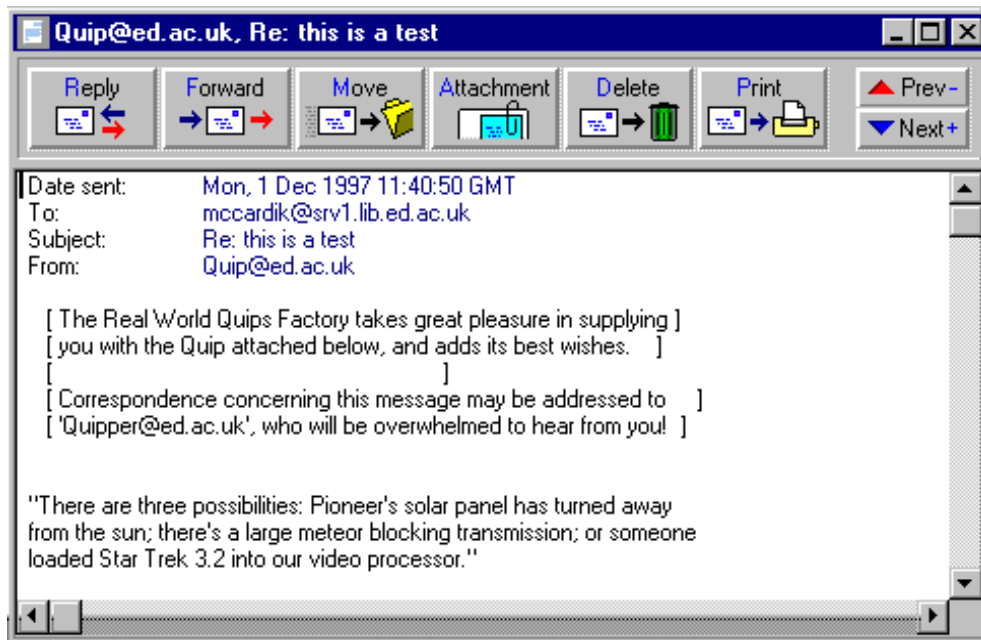 Quip@ed.ac.uk, Re: this is a test
Reply Forward Move Attachment Delete Print Prev-
Next+
Date sent: Mon, 1 Dec 1997 11:40:50 GMT
To: mccardik@srv1.lib.ed.ac.uk
Subject: Re: this is a test
From: Quip@ed.ac.uk
[ The Real World Quips Factory takes great pleasure in supplying ]
[ you with the Quip attached below, and adds its best wishes. ]
[ ]
[ Correspondence concerning this message may be addressed to ]
[ 'Quipper@ed.ac.uk', who will be overwhelmed to hear from you! ]
"There are three possibilities: Pioneer's solar panel has turned away
from the sun; there's a large meteor blocking transmission; or someone
loaded Star Trek 3.2 into our video processor."